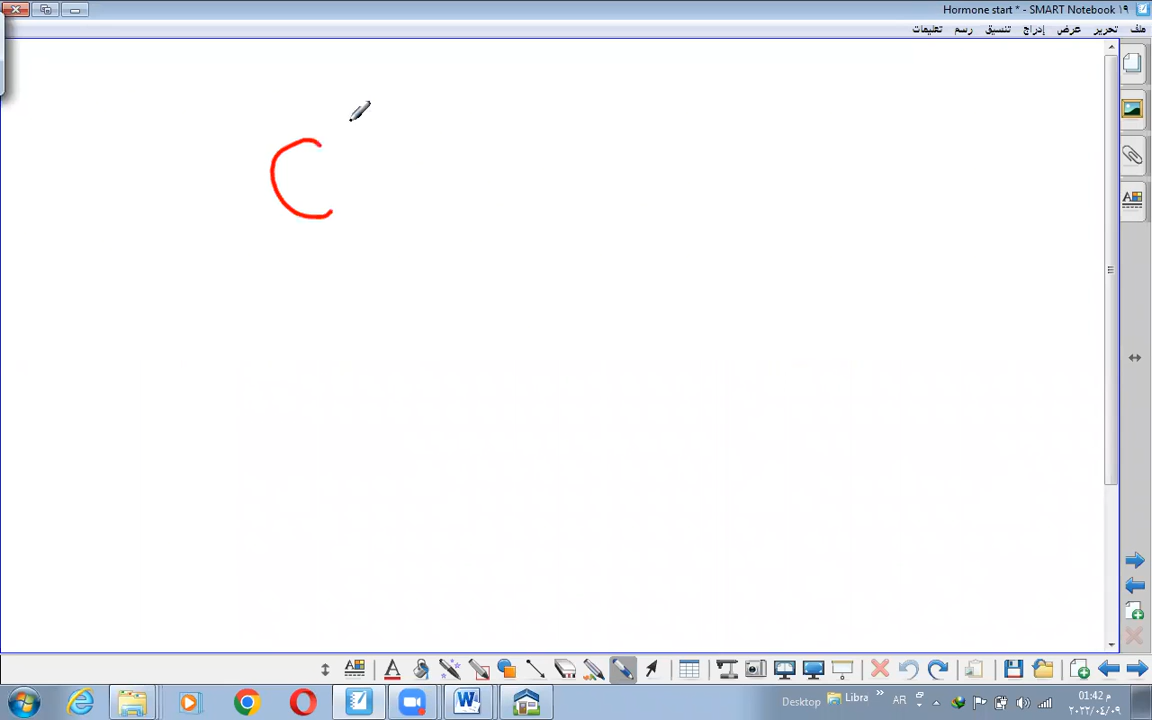 Hormone start * - SMART Notebook ١٩
ملف تحرير عرض إدراج تنسيق رسم تعليمات
C
Desktop Libra » AR م 01:42
٢٠٢٢/٠٤/٠٩